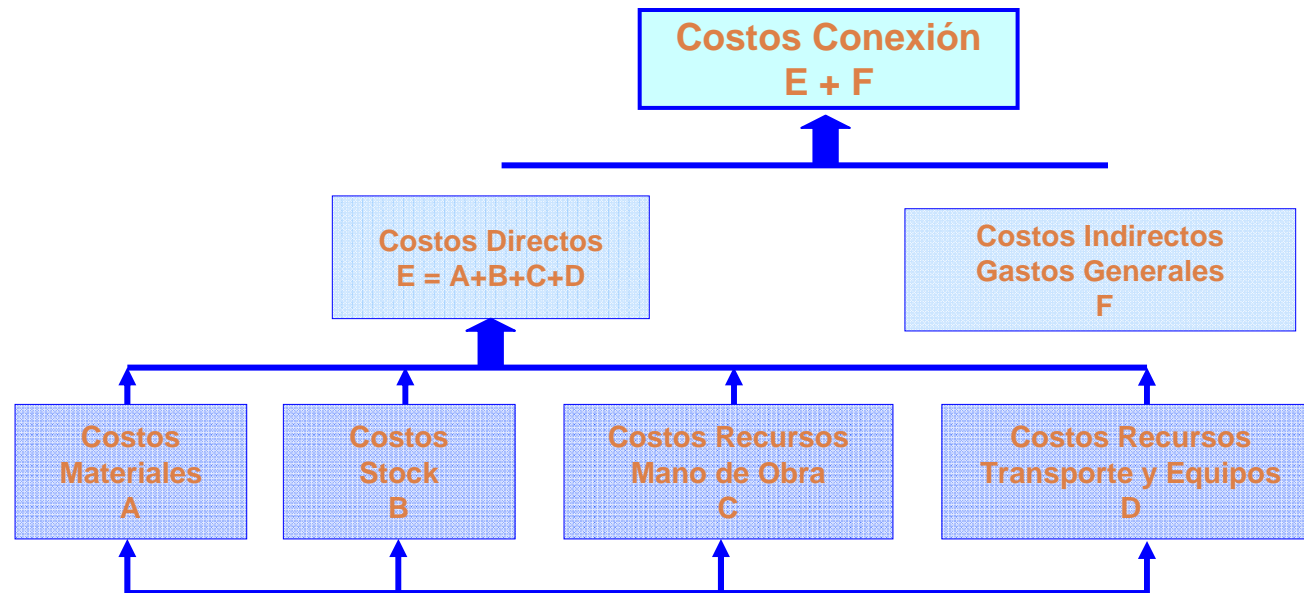 Costos Conexión
E + F
Costos Directos
E = A+B+C+D
Costos Indirectos
Gastos Generales
F
Costos
Materiales
A
Costos
Stock
B
Costos Recursos
Mano de Obra
C
Costos Recursos
Transporte y Equipos
D